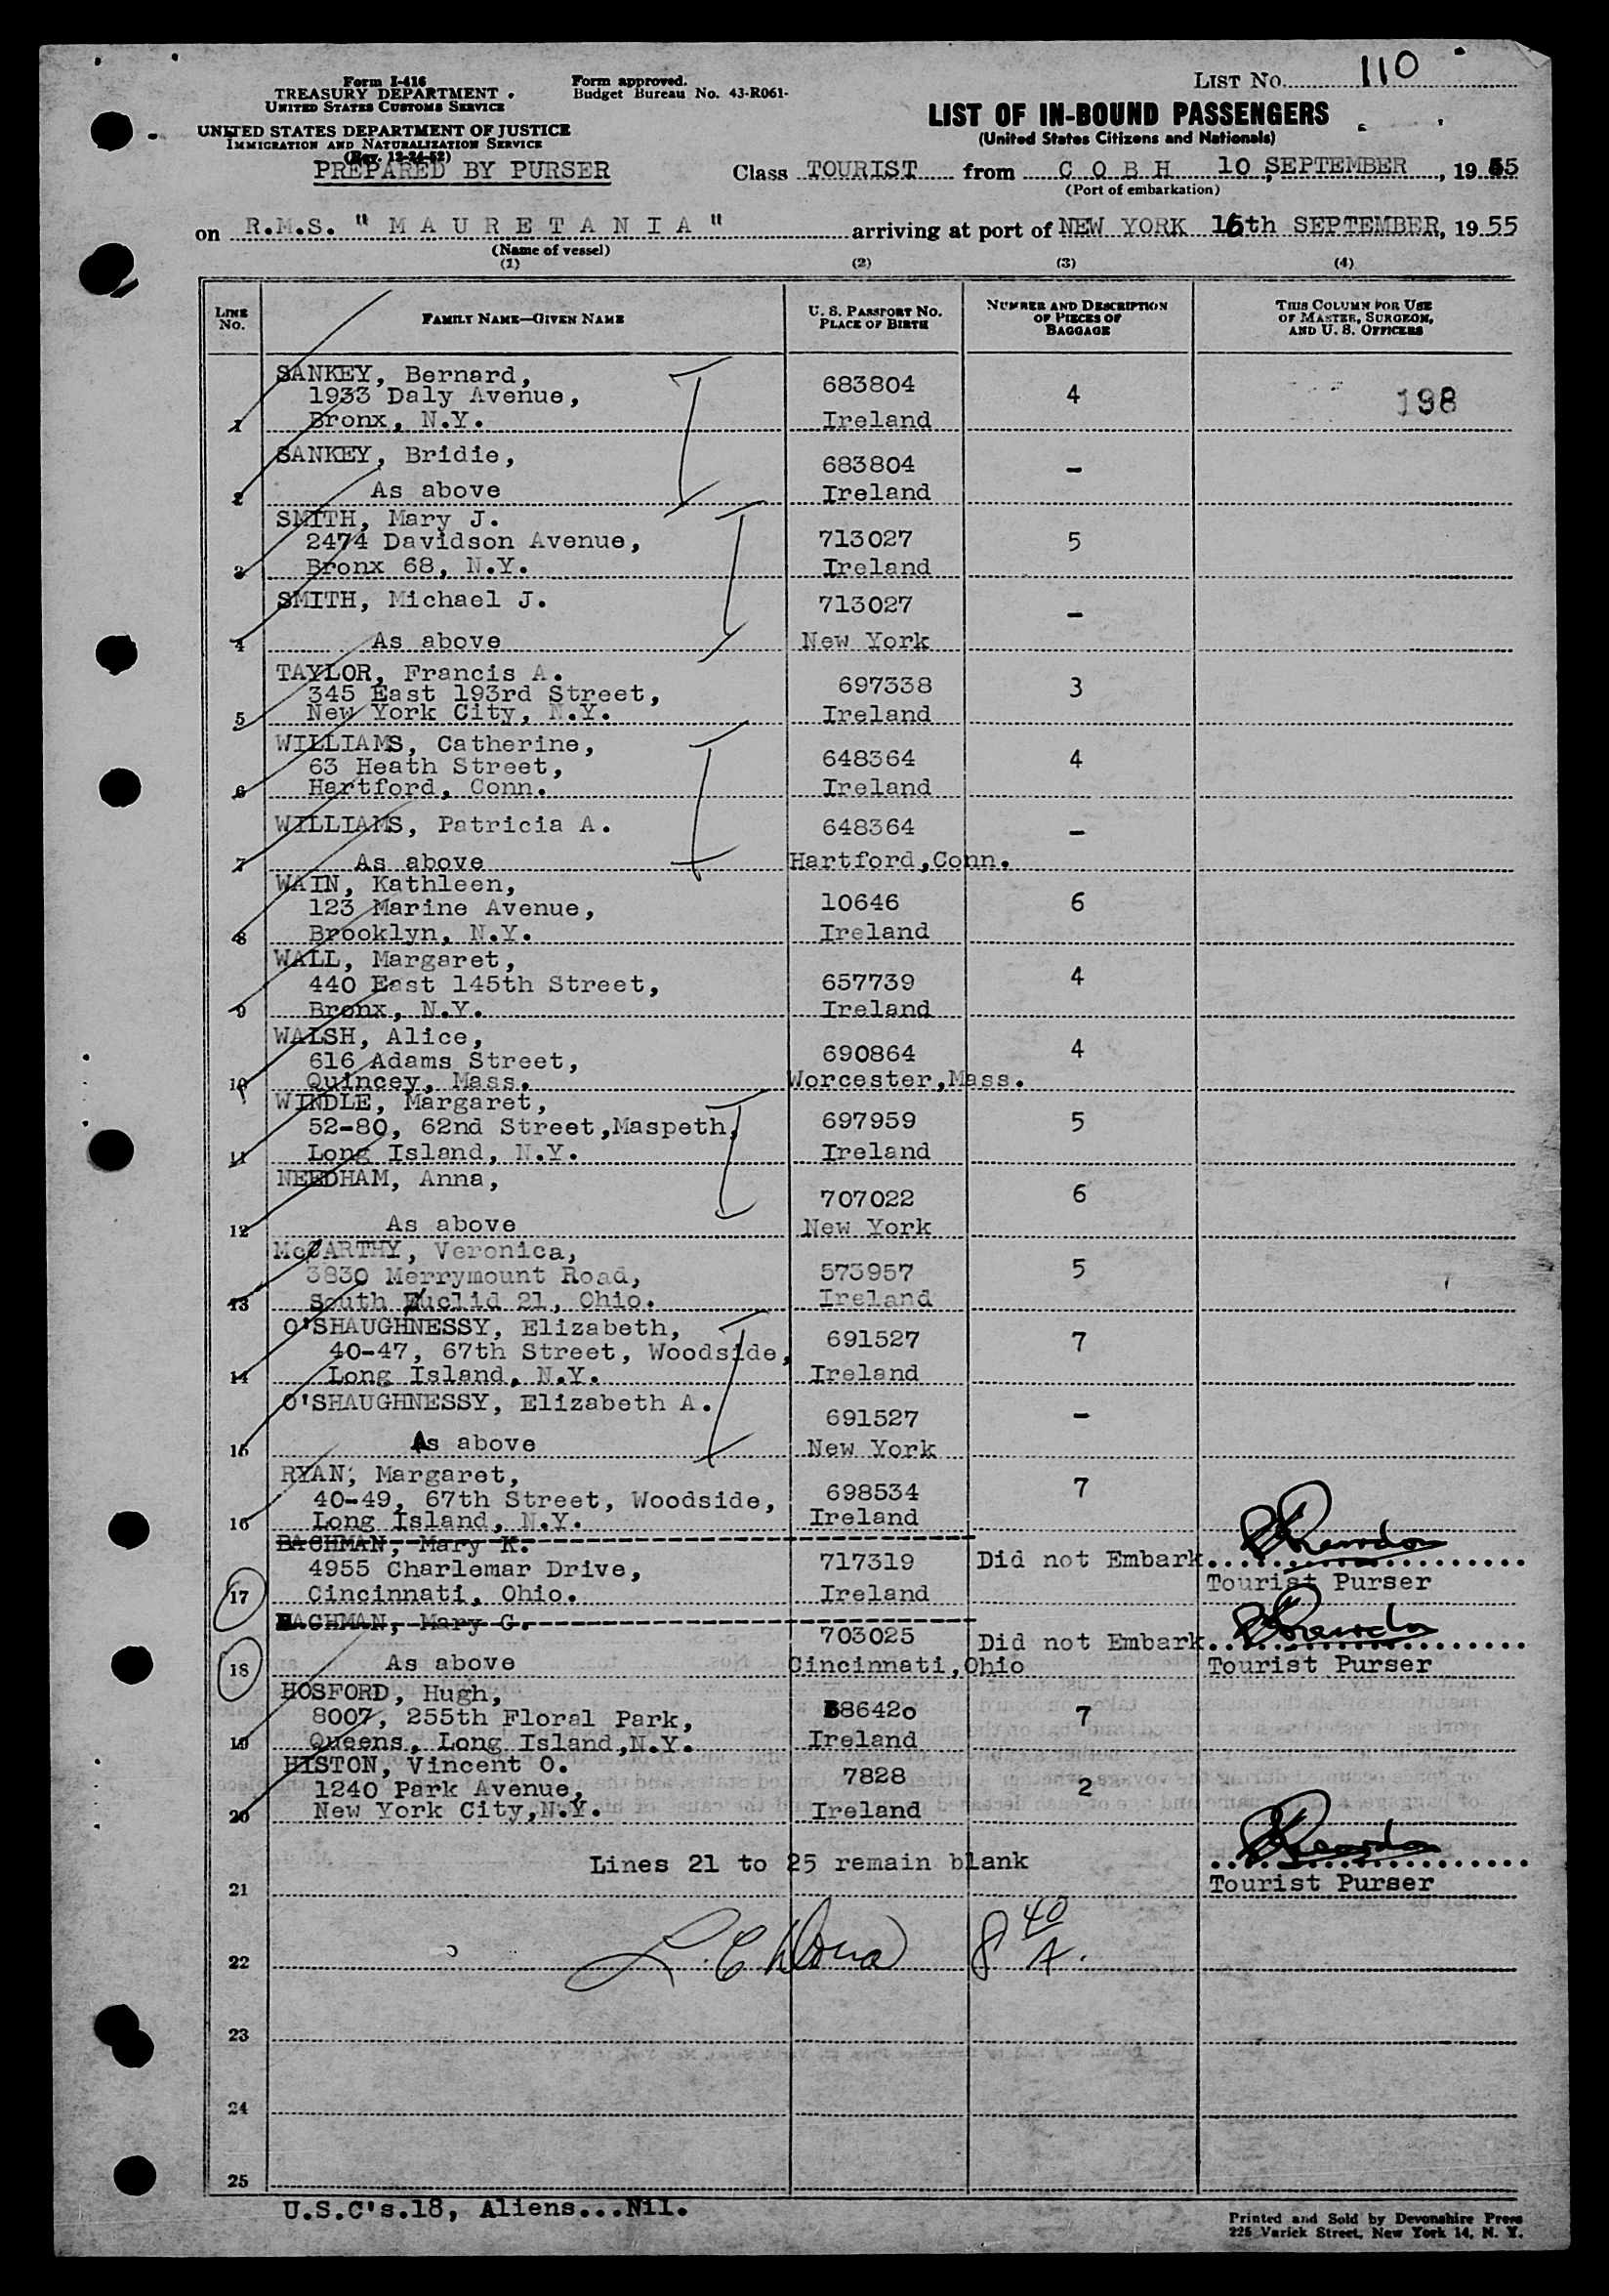 Form I-416
TREASURY DEPARTMENT
UNITED STATES CUSTOMS SERVICE
UNITED STATES DEPARTMENT OF JUSTICE
IMMIGRATION AND NATURALIZATION SERVICE
(Rev. 12-24-52)
PREPARED BY PURSER
Form approved.
Budget Bureau No. 43-R061-
LIST No. 110
LIST OF IN-BOUND PASSENGERS
(United States Citizens and Nationals)
Class TOURIST from C O B H 10 SEPTEMBER, 1955
(Port of embarkation)
on R.M.S. "M A U R E T A N I A" arriving at port of NEW YORK 16th SEPTEMBER, 1955
(Name of vessel)
(1) (2) (3) (4)
LINE No.
FAMILY NAME—GIVEN NAME
U. S. PASSPORT No. PLACE OF BIRTH
NUMBER AND DESCRIPTION OF PIECES OF BAGGAGE
THIS COLUMN FOR USE OF MASTER, SURGEON, AND U. S. OFFICERS
SANKEY, Bernard, 683804 4 198
1933 Daly Avenue,
1 Bronx, N.Y. Ireland
SANKEY, Bridie, 683804 -
2 As above Ireland
SMITH, Mary J.
2474 Davidson Avenue, 713027 5
3 Bronx 68, N.Y. Ireland
SMITH, Michael J. 713027 -
4 As above New York
TAYLOR, Francis A.
345 East 193rd Street, 697338 3
5 New York City, N.Y. Ireland
WILLIAMS, Catherine,
63 Heath Street, 648364 4
6 Hartford, Conn. Ireland
WILLIAMS, Patricia A. 648364 -
7 As above Hartford,Conn.
WAIN, Kathleen,
123 Marine Avenue, 10646 6
8 Brooklyn, N.Y. Ireland
WALL, Margaret,
440 East 145th Street, 657739 4
9 Bronx, N.Y. Ireland
WALSH, Alice,
616 Adams Street, 690864 4
10 Quincey, Mass. Worcester,Mass.
WINDLE, Margaret,
52-80, 62nd Street,Maspeth, 697959 5
11 Long Island, N.Y. Ireland
NEEDHAM, Anna, 707022 6
12 As above New York
McCARTHY, Veronica,
3830 Merrymount Road, 573957 5
13 South Euclid 21, Ohio. Ireland
O'SHAUGHNESSY, Elizabeth,
40-47, 67th Street, Woodside, 691527 7
14 Long Island, N.Y. Ireland
O'SHAUGHNESSY, Elizabeth A. 691527 -
15 As above New York
RYAN, Margaret,
40-49, 67th Street, Woodside, 698534 7
16 Long Island, N.Y. Ireland
BACHMAN, Mary K.
4955 Charlemar Drive, 717319 Did not Embark
17 Cincinnati, Ohio. Ireland Tourist Purser
BACHMAN, Mary G. 703025 Did not Embark
18 As above Cincinnati,Ohio Tourist Purser
HOSFORD, Hugh,
8007, 255th Floral Park, 686420 7
19 Queens, Long Island,N.Y. Ireland
HISTON, Vincent O.
1240 Park Avenue, 7828 2
20 New York City,N.Y. Ireland
Lines 21 to 25 remain blank
21 Tourist Purser
22 8 40 A.
23
24
25
U.S.C's.18, Aliens...Nil.
Printed and Sold by Devonshire Press
225 Varick Street, New York 14, N. Y.